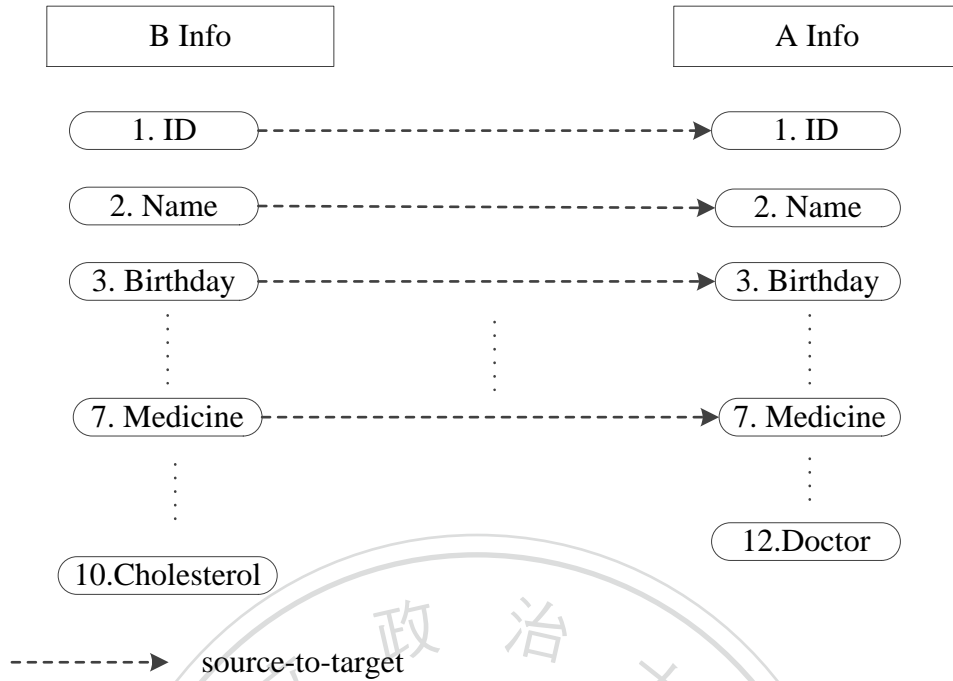 B Info
A Info
1. ID
1. ID
2. Name
2. Name
3. Birthday
3. Birthday
7. Medicine
7. Medicine
12.Doctor
10.Cholesterol
政 治
source-to-target